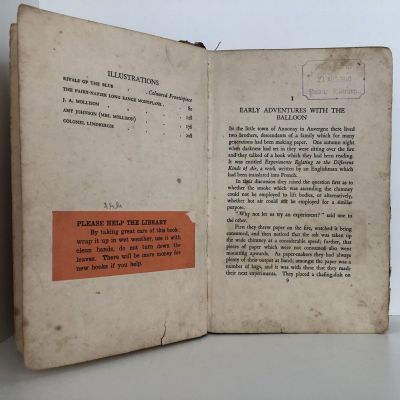 ILLUSTRATIONS
RIVALS OF THE BLUE . Coloured Frontispiece
THE FAIRY-NAPIER LONG RANGE MONOPLANE . 80
J. A. MOLLISON . . . . 128
AMY JOHNSON (MRS. MOLLISON) . . 176
COLONEL LINDBERGH . . . 208
PLEASE HELP THE LIBRARY
By taking great care of this book;
wrap it up in wet weather, use it with
clean hands, do not turn down the
leaves. There will be more money for
new books if you help.
I
EARLY ADVENTURES WITH THE
BALLOON
In the little town of Annonay in Auvergne there lived
two brothers, descendants of a family which for many
generations had been making paper. One autumn night
when darkness had set in they were sitting over the fire
and they talked of a book which they had been reading.
It was entitled Experiments Relating to the Different
Kinds of Air, a work written by an Englishman which
had been translated into French.
In their discussion they raised the question first as to
whether the smoke which was ascending the chimney
could not be employed to lift bodies, or alternatively,
whether hot air could not be employed for a similar
purpose.
"Why not let us try an experiment?" said one to
the other.
First they threw paper on the fire, watched it being
consumed, and then noticed that the ash was taken up
the wide chimney at a considerable speed; further, that
pieces of paper which were not consumed also went
mounting upwards. As paper-makers they had always
plenty of their output at hand; amongst the paper was a
number of bags, and it was with these that they made
their next experiments. They placed a chafing-dish on
9